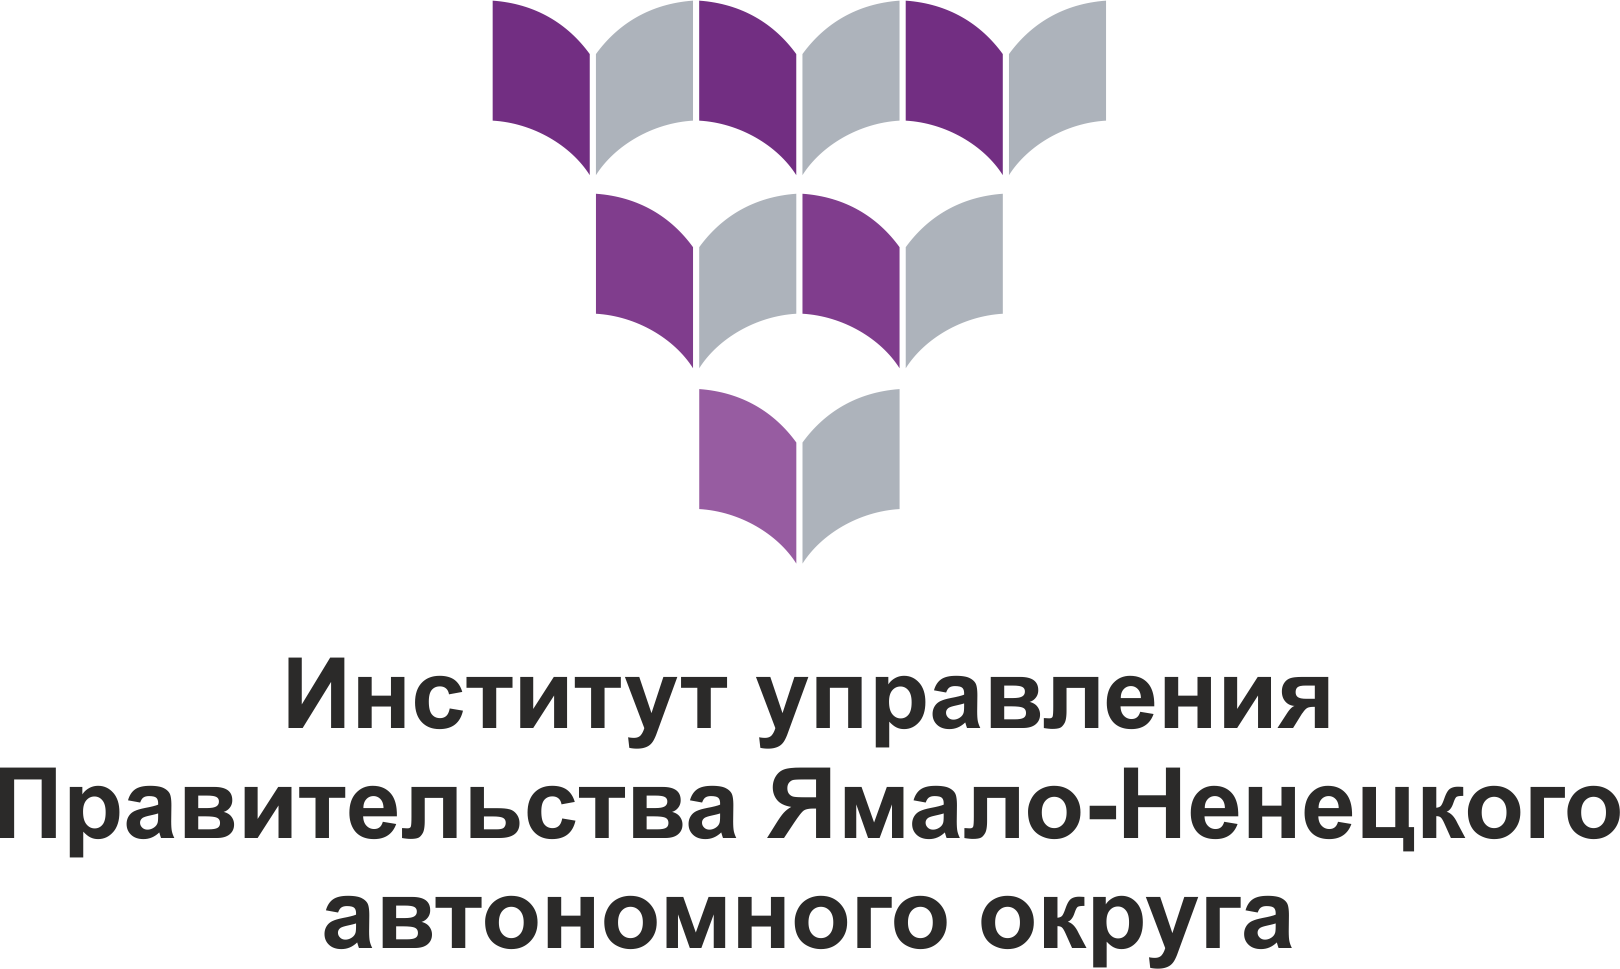 Институт управления
Правительства Ямало-Ненецкого
автономного округа